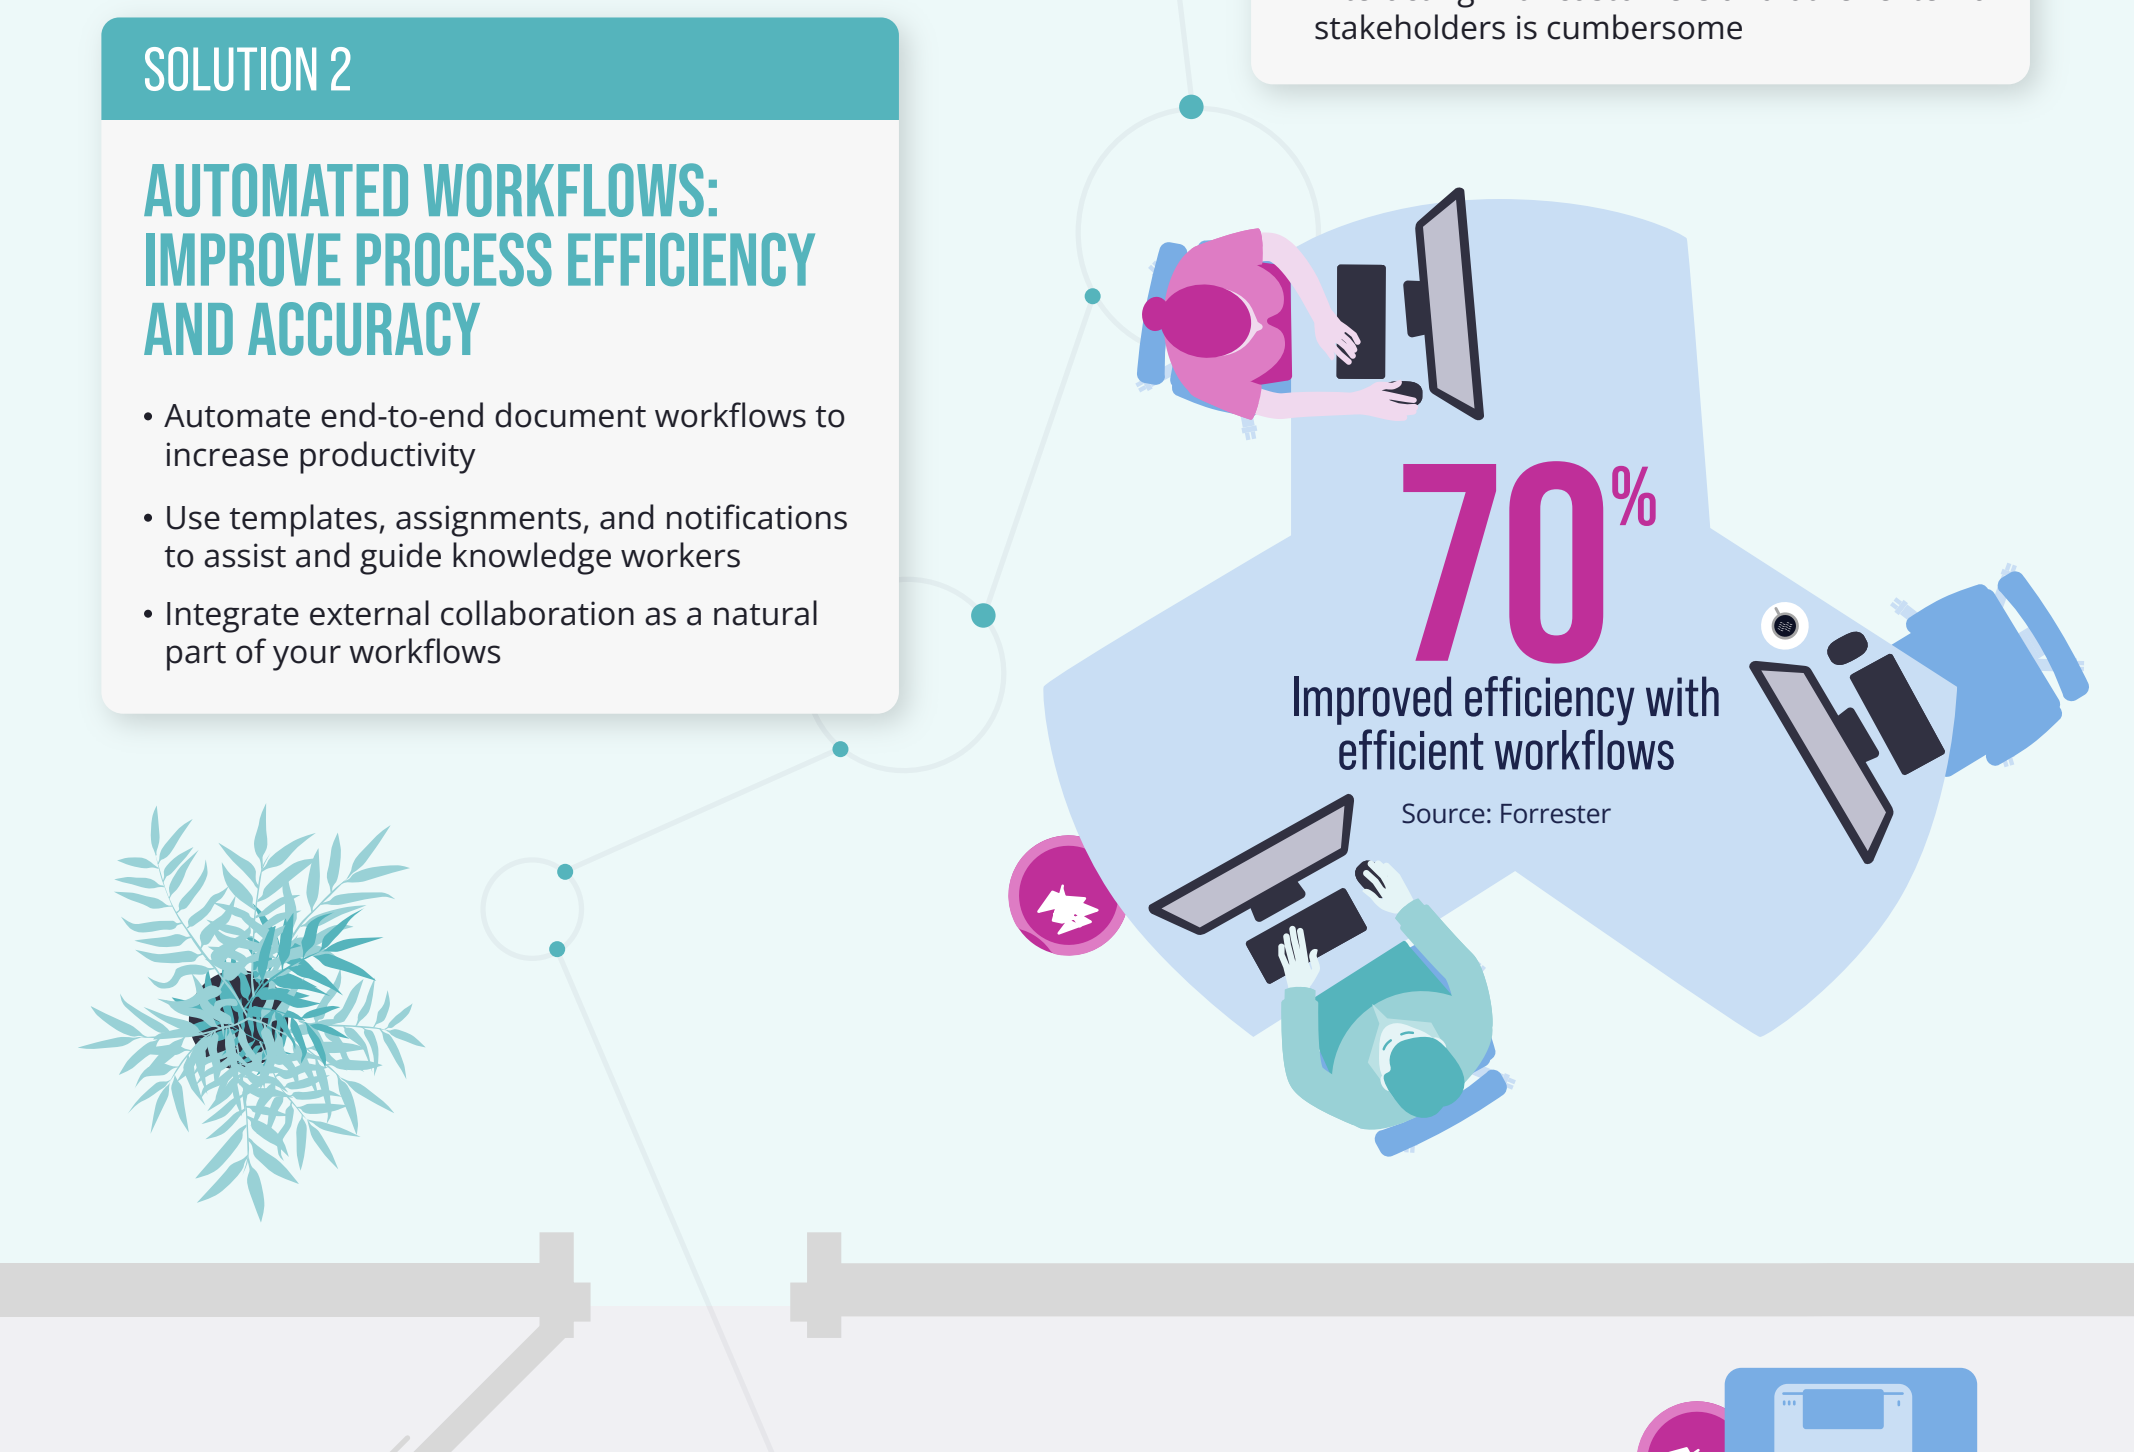 SOLUTION 2
AUTOMATED WORKFLOWS:
IMPROVE PROCESS EFFICIENCY
AND ACCURACY
• Automate end-to-end document workflows to
increase productivity
• Use templates, assignments, and notifications
to assist and guide knowledge workers
• Integrate external collaboration as a natural
part of your workflows
stakeholders is cumbersome
70%
Improved efficiency with
efficient workflows
Source: Forrester